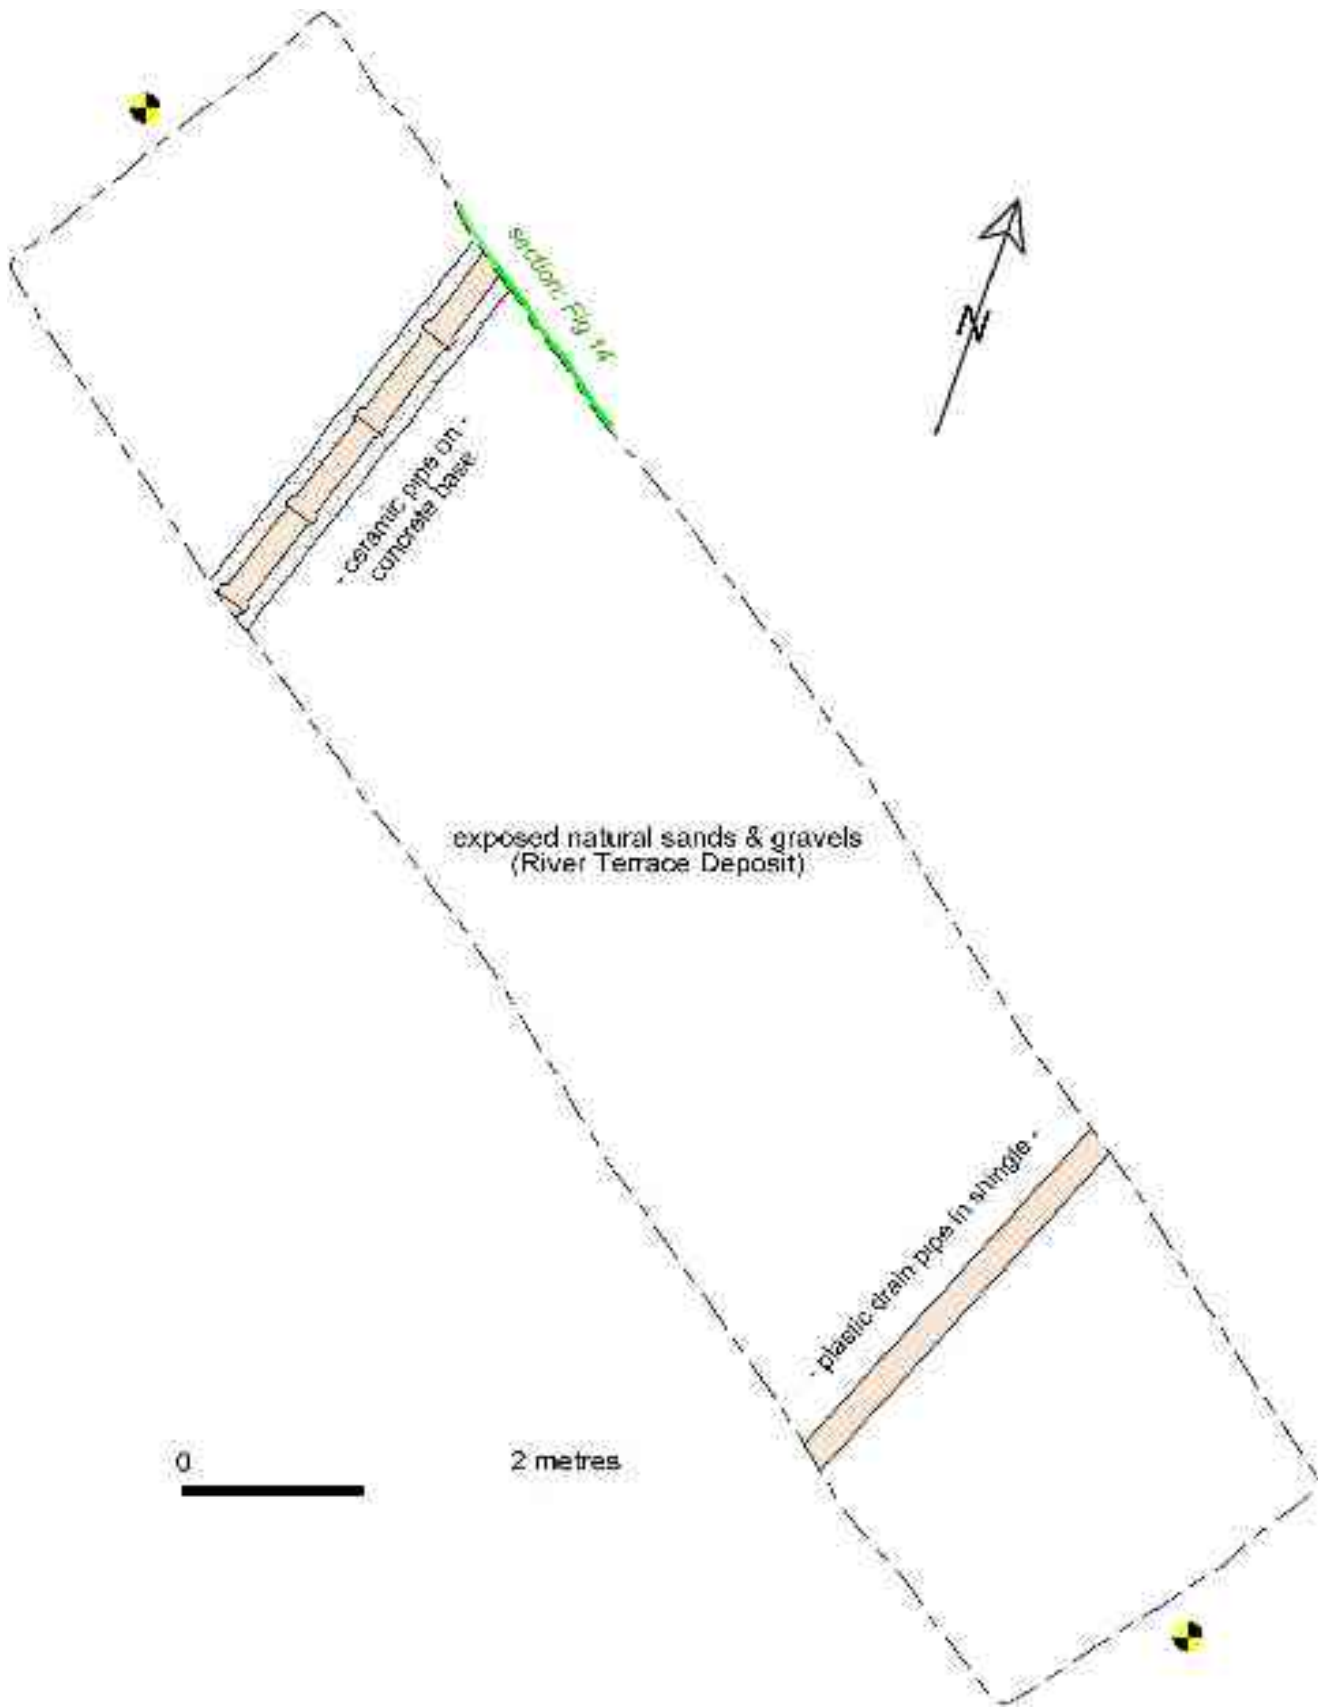 section: Fig 14
N
- ceramic pipe on -
concrete base
exposed natural sands & gravels
(River Terrace Deposit)
- plastic drain pipe in shingle -
0 2 metres